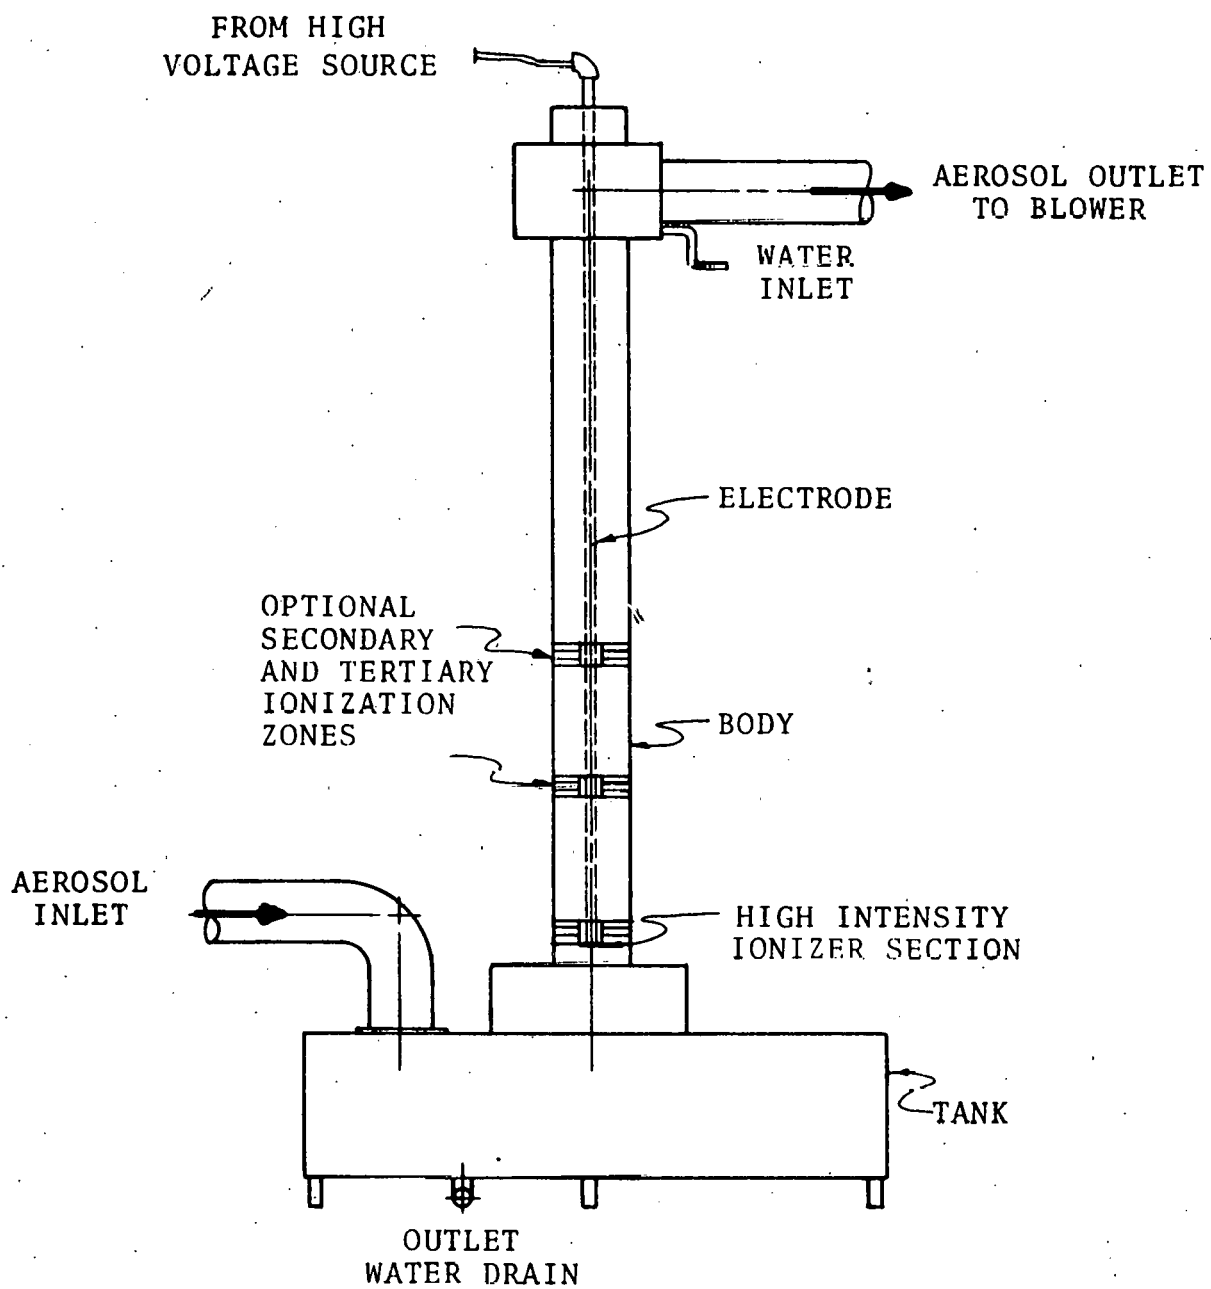 FROM HIGH
VOLTAGE SOURCE
AEROSOL OUTLET
TO BLOWER
WATER
INLET
ELECTRODE
OPTIONAL
SECONDARY
AND TERTIARY
IONIZATION
ZONES
BODY
AEROSOL
INLET
HIGH INTENSITY
IONIZER SECTION
TANK
OUTLET
WATER DRAIN